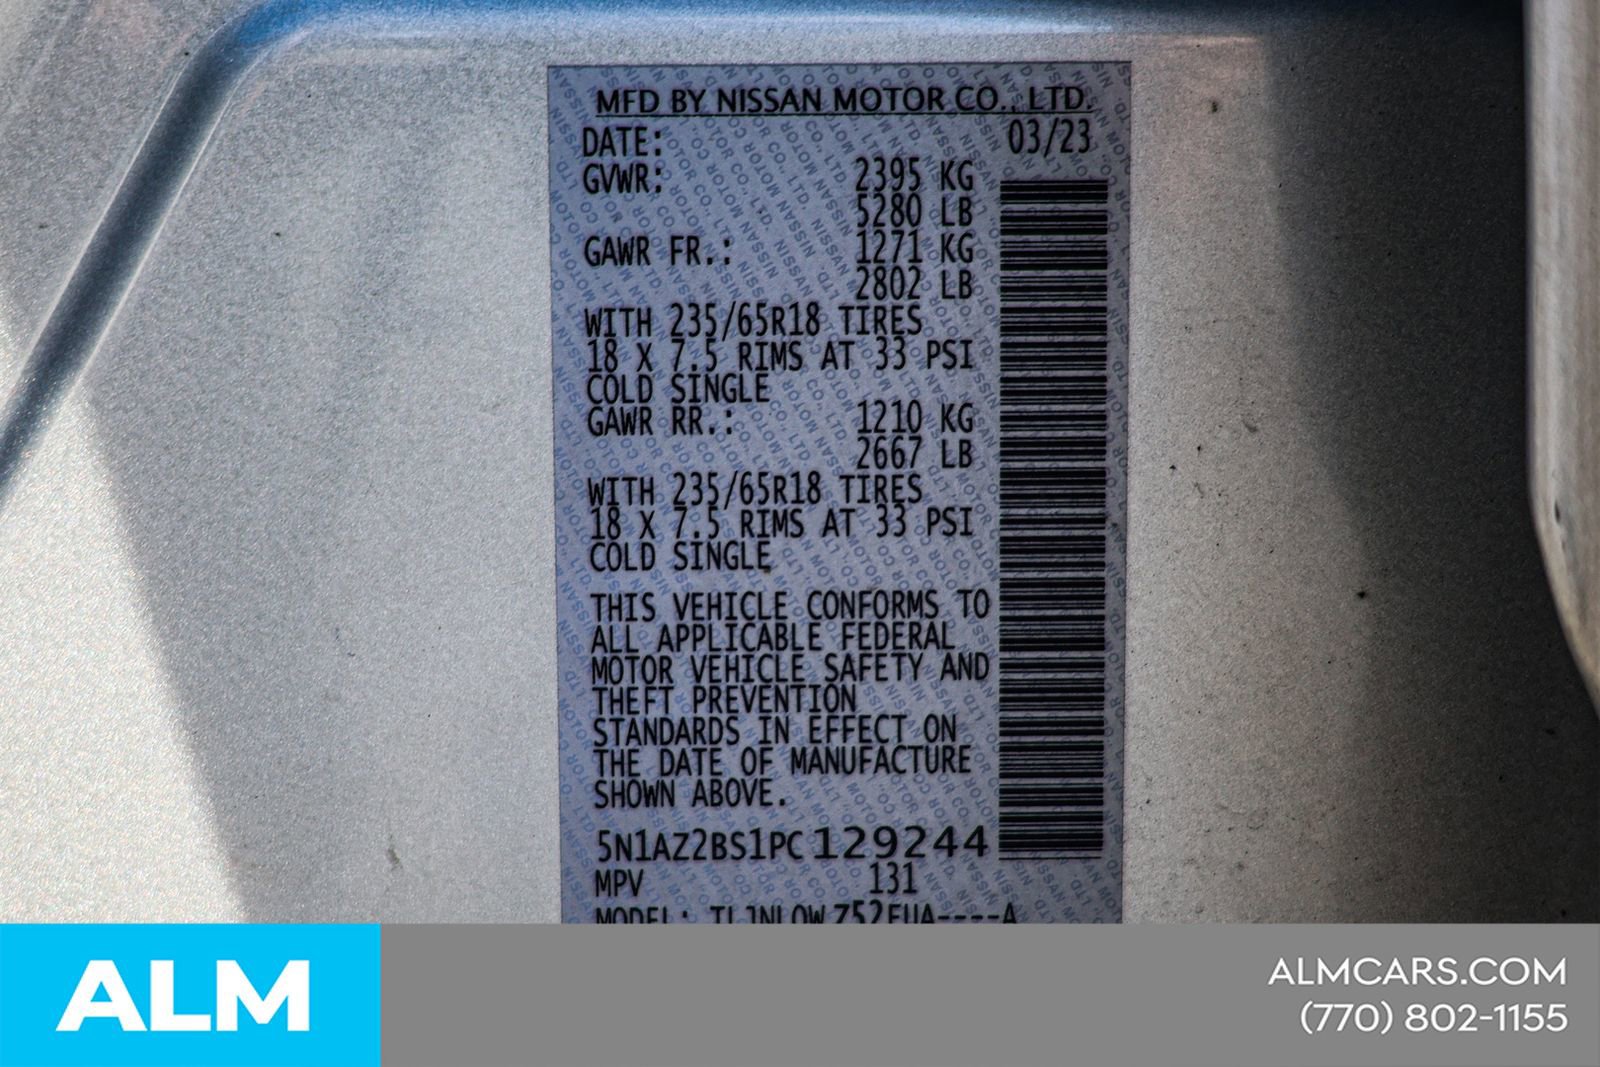 MFD BY NISSAN MOTOR CO., LTD.
DATE: 03/23
GVWR: 2395 KG
5280 LB
GAWR FR.: 1271 KG
2802 LB
WITH 235/65R18 TIRES
18 X 7.5 RIMS AT 33 PSI
COLD SINGLE
GAWR RR.: 1210 KG
2667 LB
WITH 235/65R18 TIRES
18 X 7.5 RIMS AT 33 PSI
COLD SINGLE
THIS VEHICLE CONFORMS TO
ALL APPLICABLE FEDERAL
MOTOR VEHICLE SAFETY AND
THEFT PREVENTION
STANDARDS IN EFFECT ON
THE DATE OF MANUFACTURE
SHOWN ABOVE.
5N1AZ2BS1PC129244
MPV 131
MODEL:
ALM
ALMCARS.COM
(770) 802-1155